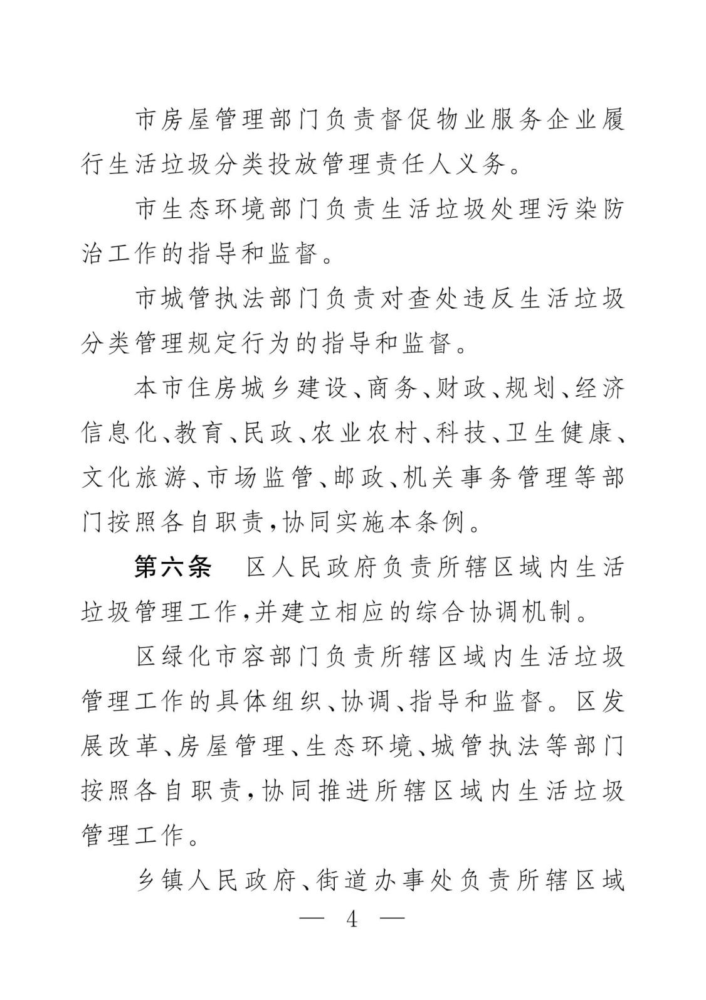 市房屋管理部门负责督促物业服务企业履
行生活垃圾分类投放管理责任人义务。
市生态环境部门负责生活垃圾处理污染防
治工作的指导和监督。
市城管执法部门负责对查处违反生活垃圾
分类管理规定行为的指导和监督。
本市住房城乡建设、商务、财政、规划、经济
信息化、教育、民政、农业农村、科技、卫生健康、
文化旅游、市场监管、邮政、机关事务管理等部
门按照各自职责,协同实施本条例。
第六条　区人民政府负责所辖区域内生活
垃圾管理工作,并建立相应的综合协调机制。
区绿化市容部门负责所辖区域内生活垃圾
管理工作的具体组织、协调、指导和监督。区发
展改革、房屋管理、生态环境、城管执法等部门
按照各自职责,协同推进所辖区域内生活垃圾
管理工作。
乡镇人民政府、街道办事处负责所辖区域
— 4 —